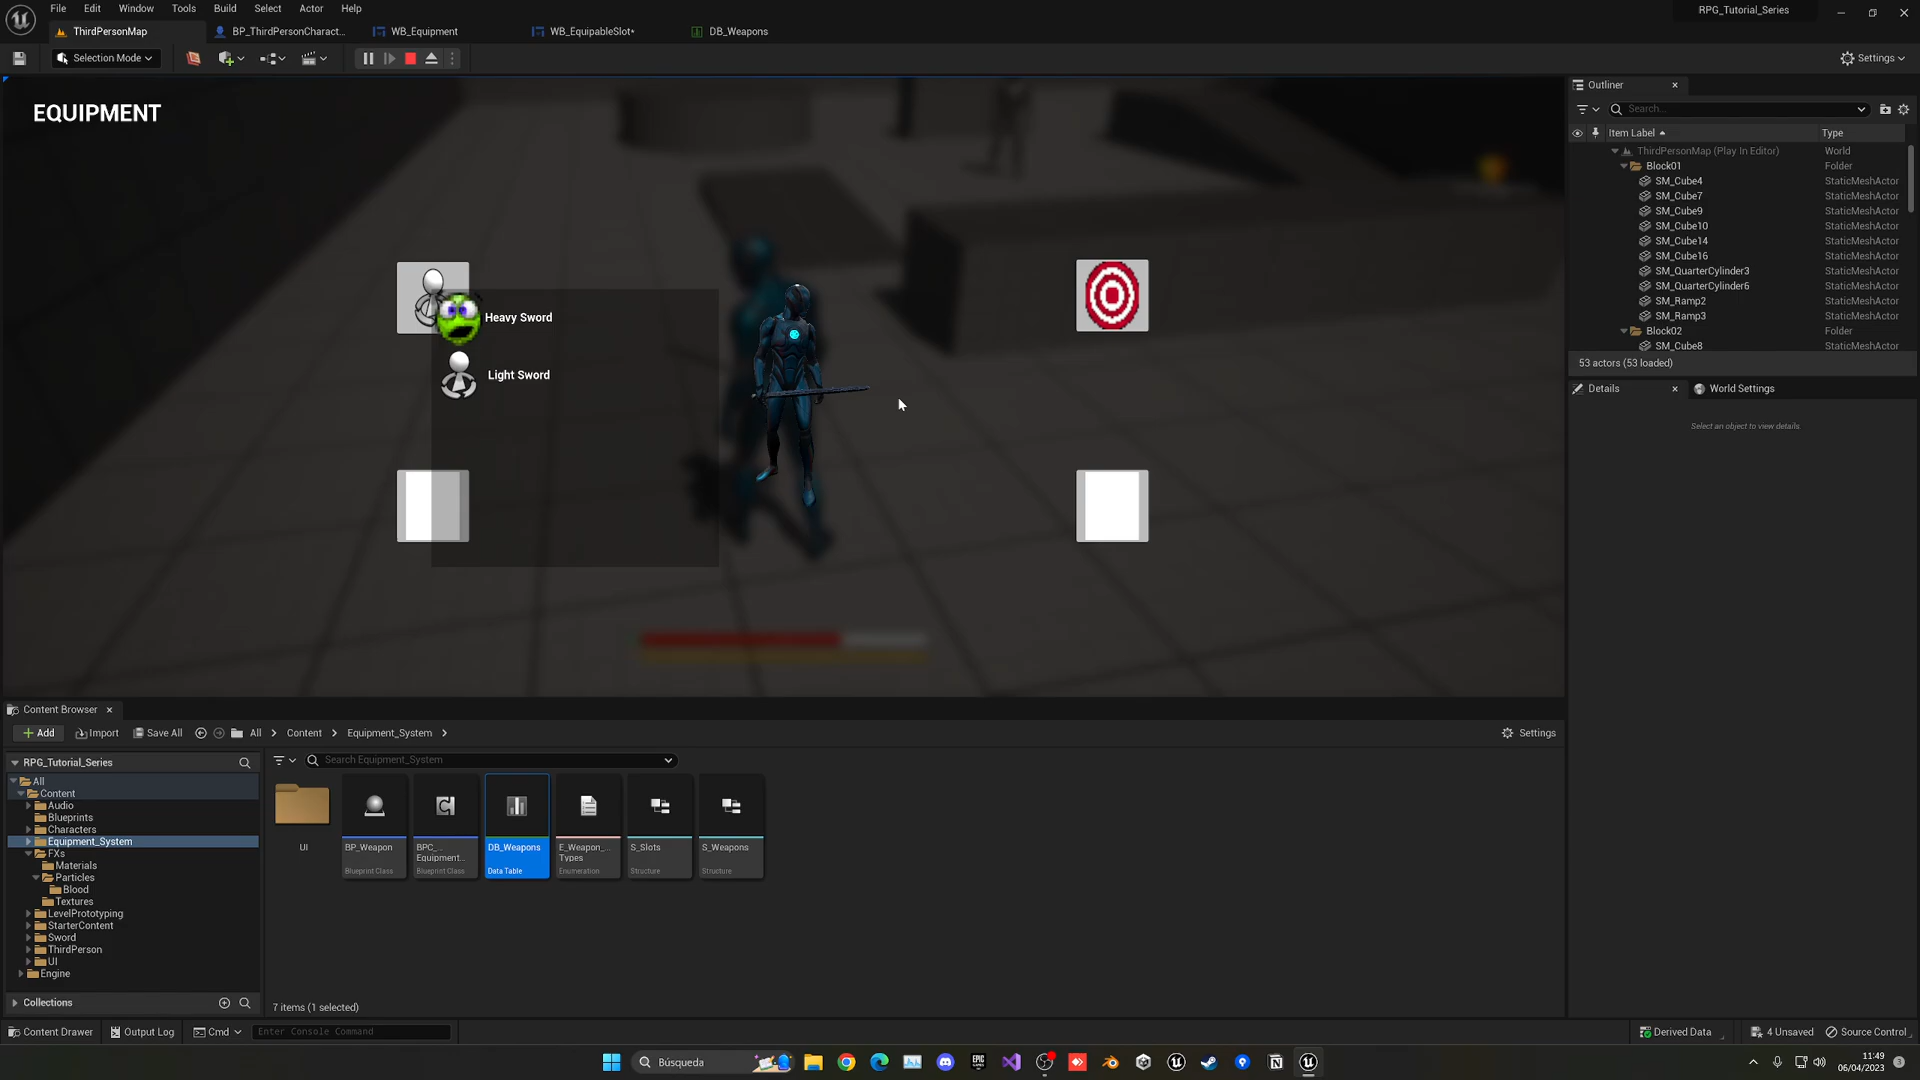 File Edit Window Tools Build Select Actor Help
RPG_Tutorial_Series
ThirdPersonMap
BP_ThirdPersonCharact...
WB_Equipment
WB_EquipableSlot*
DB_Weapons
Selection Mode
Settings
EQUIPMENT
Heavy Sword
Light Sword
Outliner
Search...
Item Label
Type
ThirdPersonMap (Play In Editor) World
Block01 Folder
SM_Cube4 StaticMeshActor
SM_Cube7 StaticMeshActor
SM_Cube9 StaticMeshActor
SM_Cube10 StaticMeshActor
SM_Cube14 StaticMeshActor
SM_Cube16 StaticMeshActor
SM_QuarterCylinder3 StaticMeshActor
SM_QuarterCylinder6 StaticMeshActor
SM_Ramp2 StaticMeshActor
SM_Ramp3 StaticMeshActor
Block02 Folder
SM_Cube8 StaticMeshActor
53 actors (53 loaded)
Details
World Settings
Select an object to view details.
Content Browser
Add
Import
Save All
All
Content
Equipment_System
Settings
RPG_Tutorial_Series
All
Content
Audio
Blueprints
Characters
Equipment_System
FXs
Materials
Particles
Blood
Textures
LevelPrototyping
StarterContent
Sword
ThirdPerson
UI
Engine
Collections
Search Equipment_System
UI
BP_Weapon
Blueprint Class
BPC_...
Equipment...
Blueprint Class
DB_Weapons
Data Table
E_Weapon_...
Types
Enumeration
S_Slots
Structure
S_Weapons
Structure
7 items (1 selected)
Content Drawer
Output Log
Cmd
Enter Console Command
Derived Data
4 Unsaved
Source Control
Búsqueda
EPIC
GAMES
11:49
06/04/2023
3